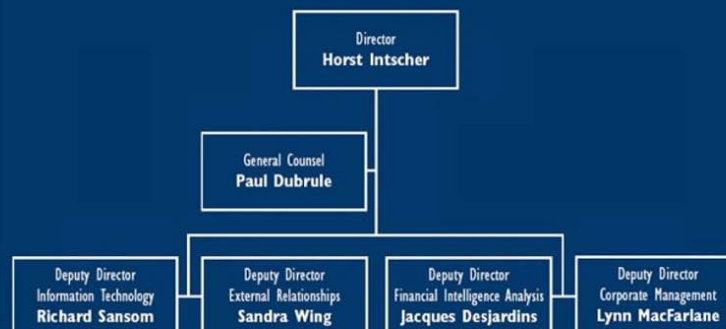 Director
Horst Intscher
General Counsel
Paul Dubrule
Deputy Director
Information Technology
Richard Sansom
Deputy Director
External Relationships
Sandra Wing
Deputy Director
Financial Intelligence Analysis
Jacques Desjardins
Deputy Director
Corporate Management
Lynn MacFarlane